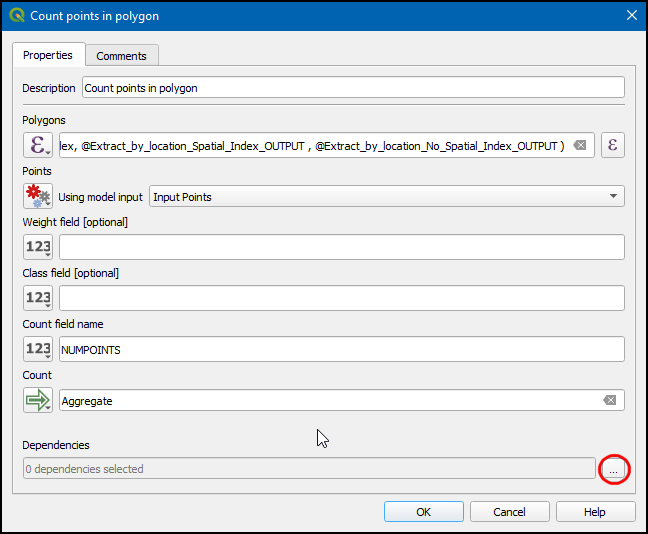 Count points in polygon
Properties
Comments
Description
Count points in polygon
Polygons
ε
lex, @Extract_by_location_Spatial_Index_OUTPUT , @Extract_by_location_No_Spatial_Index_OUTPUT )
ε
Points
Using model input
Input Points
Weight field [optional]
123
Class field [optional]
123
Count field name
123
NUMPOINTS
Count
Aggregate
Dependencies
0 dependencies selected
...
OK
Cancel
Help